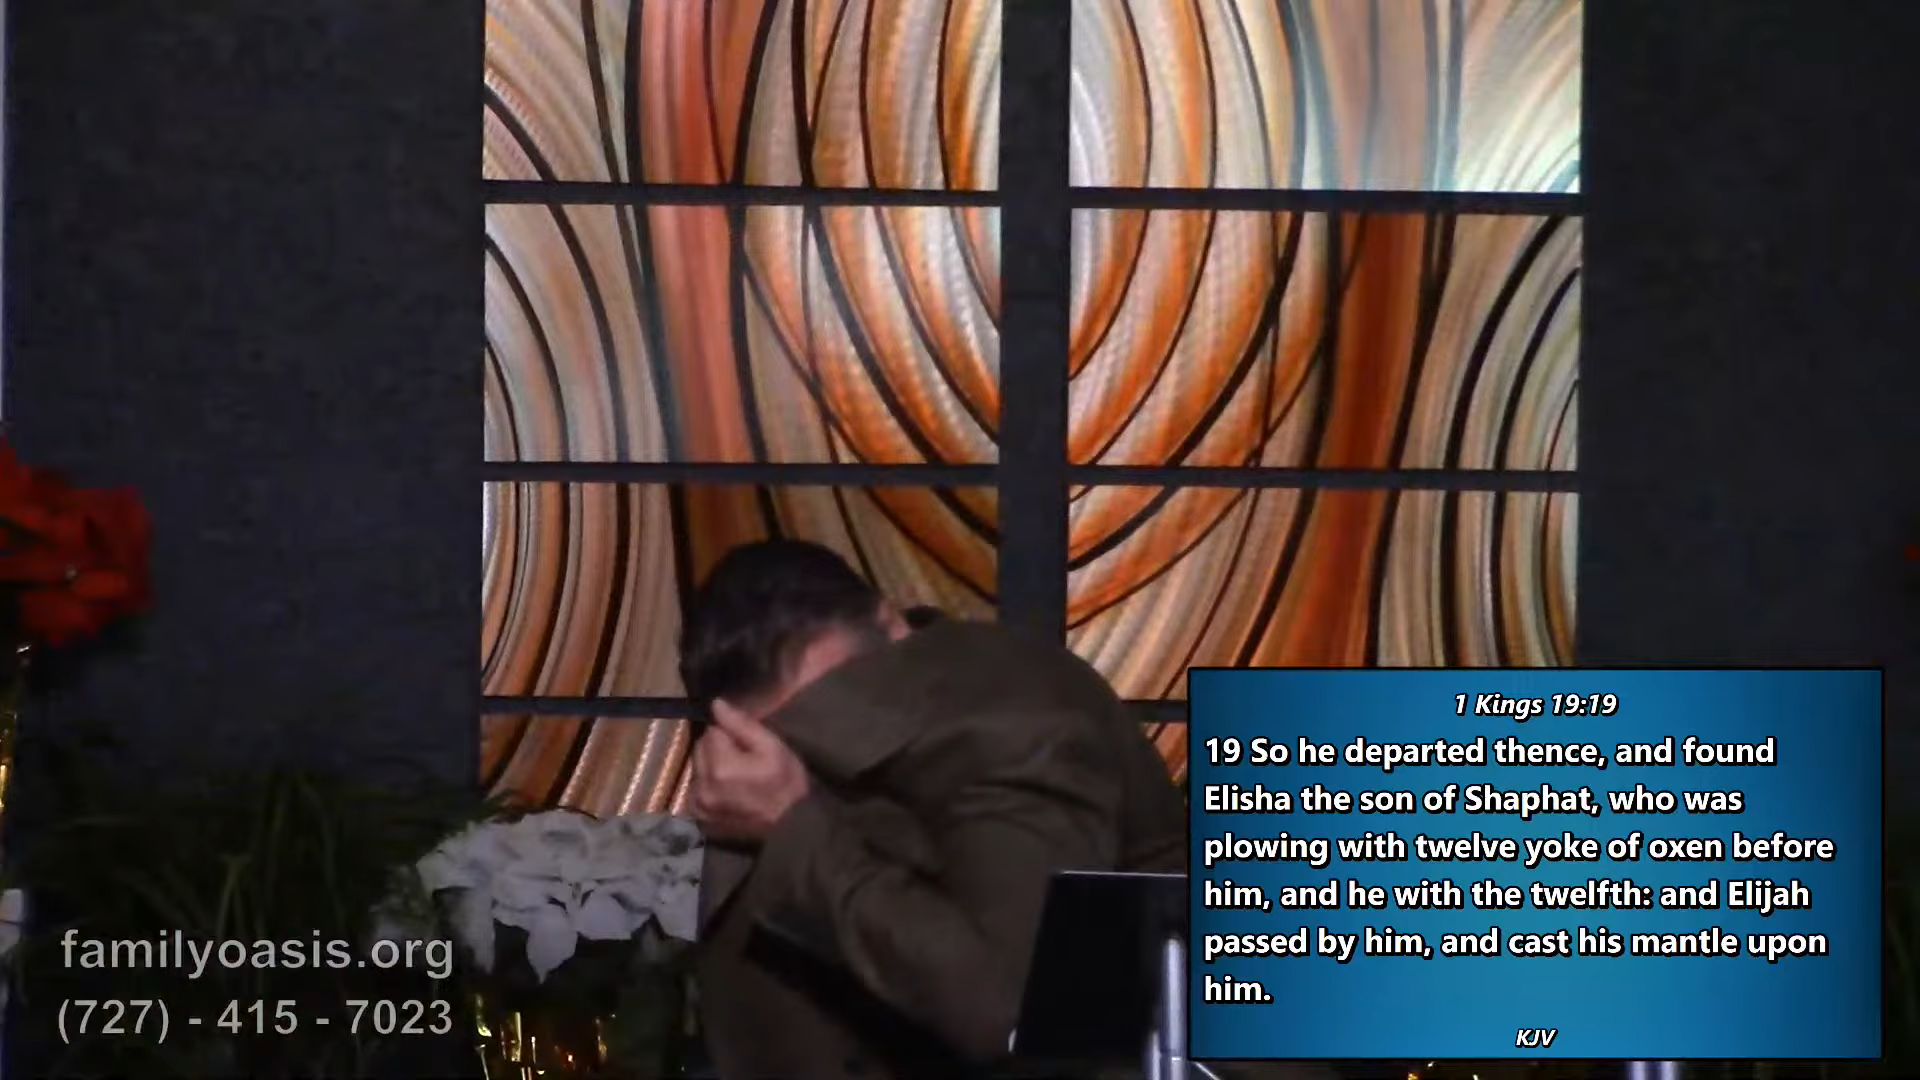 1 Kings 19:19
19 So he departed thence, and found
Elisha the son of Shaphat, who was
plowing with twelve yoke of oxen before
him, and he with the twelfth: and Elijah
passed by him, and cast his mantle upon
him.
KJV
familyoasis.org
(727) - 415 - 7023